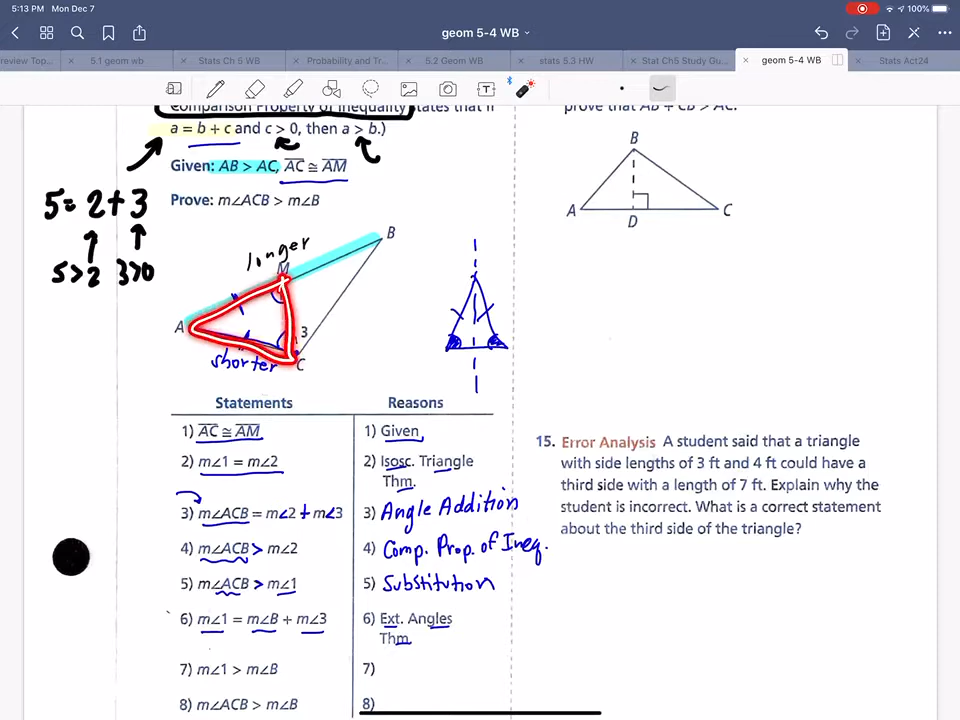 5:13 PM Mon Dec 7
100%
geom 5-4 WB
review Top...
5.1 geom wb
Stats Ch 5 WB
Probability and Tr...
5.2 Geom WB
stats 5.3 HW
Stat Ch5 Study Gu...
geom 5-4 WB
Stats Act24
Comparison Property of Inequality states that if
a = b + c and c > 0, then a > b.)
Given: AB > AC, AC ≅ AM
Prove: m∠ACB > m∠B
5 = 2 + 3
5>2 3>0
longer
B
M
A
3
shorter
C
Statements Reasons
1) AC ≅ AM 1) Given
2) m∠1 = m∠2 2) Isosc. Triangle
Thm.
3) m∠ACB = m∠2 + m∠3 3) Angle Addition
4) m∠ACB > m∠2 4) Comp. Prop. of Ineq.
5) m∠ACB > m∠1 5) Substitution
6) m∠1 = m∠B + m∠3 6) Ext. Angles
Thm.
7) m∠1 > m∠B 7)
8) m∠ACB > m∠B 8)
prove that AB + CB > AC.
B
A
D
C
15. Error Analysis A student said that a triangle
with side lengths of 3 ft and 4 ft could have a
third side with a length of 7 ft. Explain why the
student is incorrect. What is a correct statement
about the third side of the triangle?